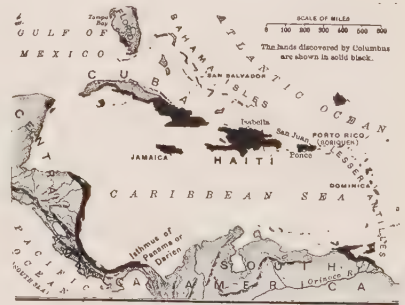 Tampa Bay
GULF OF
MEXICO
BAHAMA ISLES
ATLANTIC OCEAN
SCALE OF MILES
0 100 200 300 400 500 600
The lands discovered by Columbus
are shown in solid black.
CUBA
SAN SALVADOR
Isabella
San Juan
PORTO RICO
(BORIQUEN)
JAMAICA
HAITI
Ponce
LESSER ANTILLES
DOMINICA
CENTRAL
CARIBBEAN SEA
Isthmus of
Panama or
Darien
PACIFIC
OCEAN
SOUTH
AMERICA
Orinoco R.